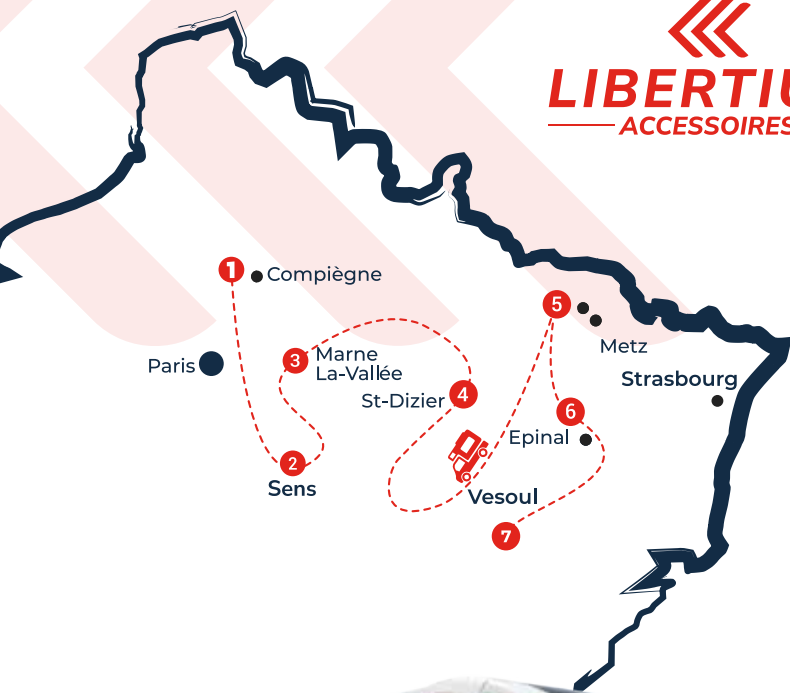 LIBERTIU
ACCESSOIRES
1
Compiègne
5
Metz
Paris
3
Marne
La-Vallée
Strasbourg
St-Dizier
4
6
Epinal
2
Sens
Vesoul
7